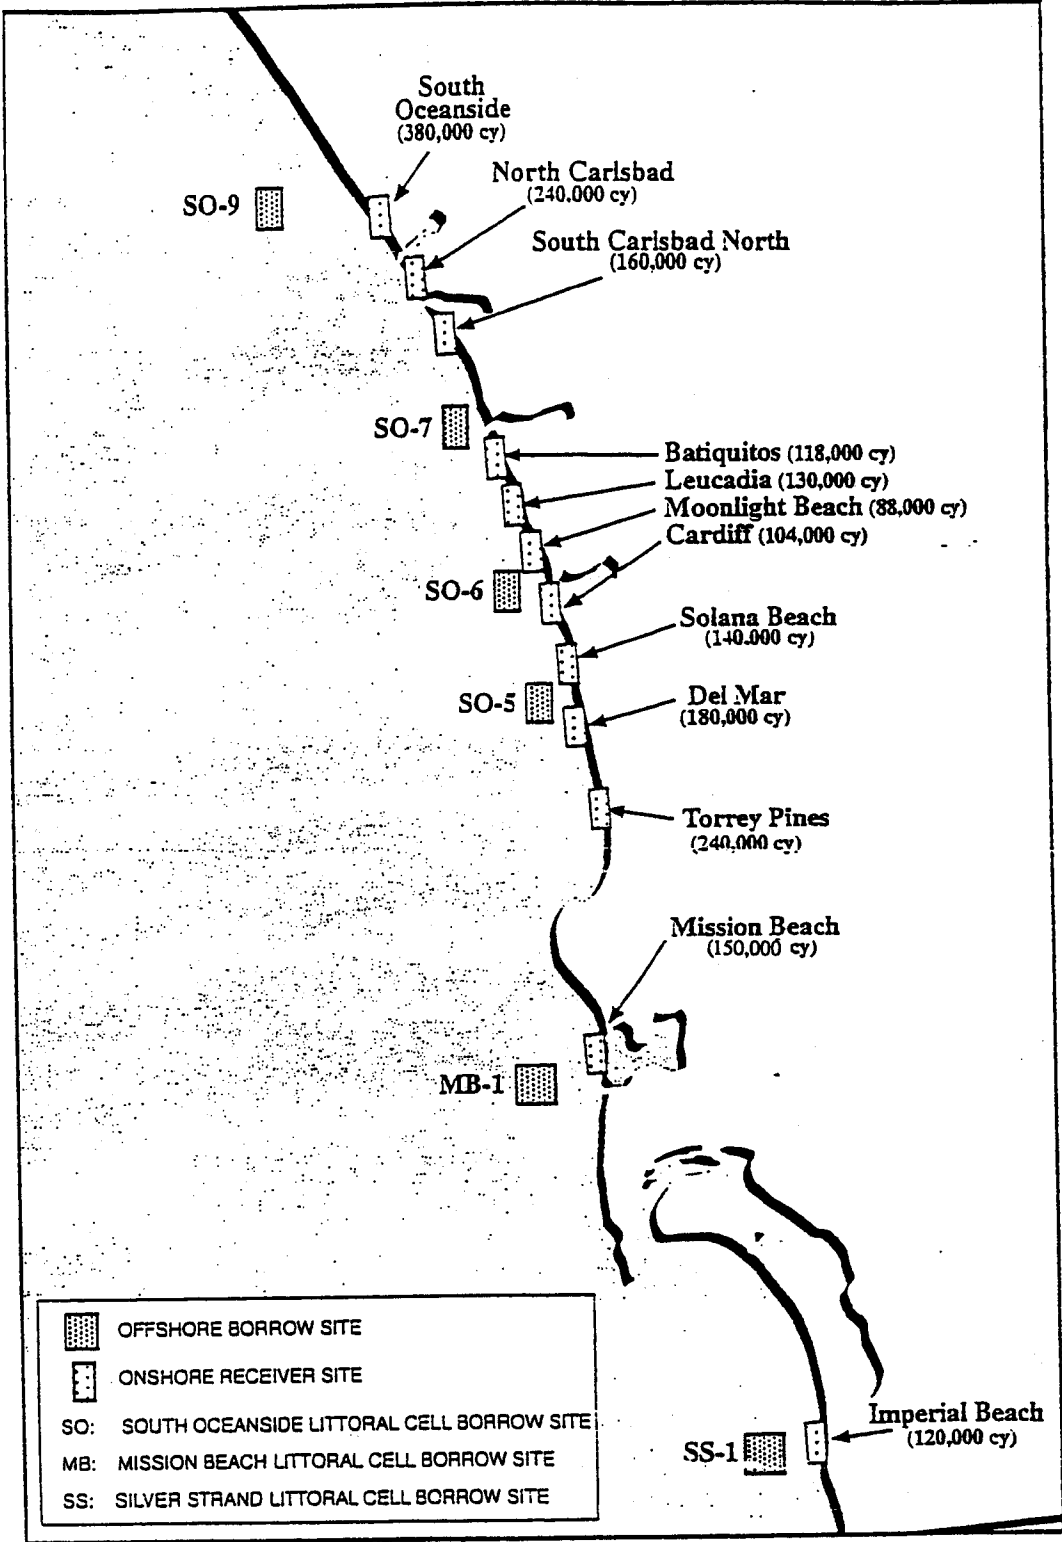 South
Oceanside
(380,000 cy)
North Carlsbad
(240.000 cy)
SO-9
South Carlsbad North
(160,000 cy)
SO-7
Batiquitos (118,000 cy)
Leucadia (130,000 cy)
Moonlight Beach (88,000 cy)
Cardiff (104,000 cy)
SO-6
Solana Beach
(140.000 cy)
SO-5
Del Mar
(180,000 cy)
Torrey Pines
(240,000 cy)
Mission Beach
(150,000 cy)
MB-1
OFFSHORE BORROW SITE
ONSHORE RECEIVER SITE
SO: SOUTH OCEANSIDE LITTORAL CELL BORROW SITE
MB: MISSION BEACH LITTORAL CELL BORROW SITE
SS: SILVER STRAND LITTORAL CELL BORROW SITE
Imperial Beach
(120,000 cy)
SS-1